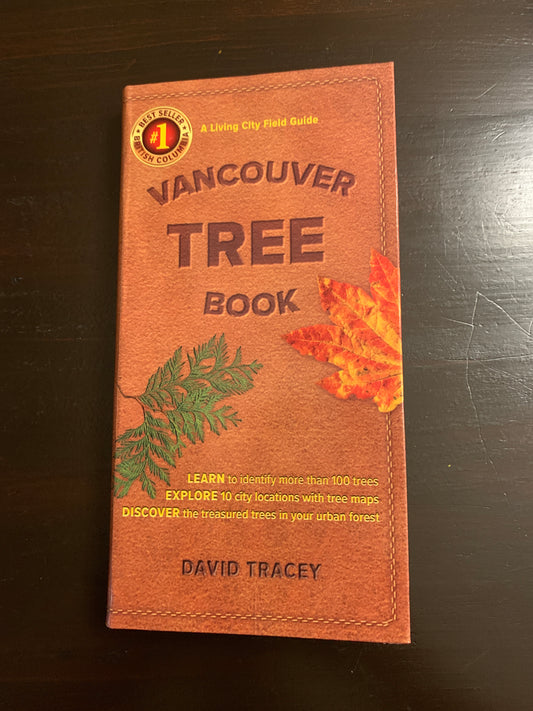 BEST SELLER
#1
BRITISH COLUMBIA
A Living City Field Guide
VANCOUVER
TREE
BOOK
LEARN to identify more than 100 trees
EXPLORE 10 city locations with tree maps
DISCOVER the treasured trees in your urban forest
DAVID TRACEY